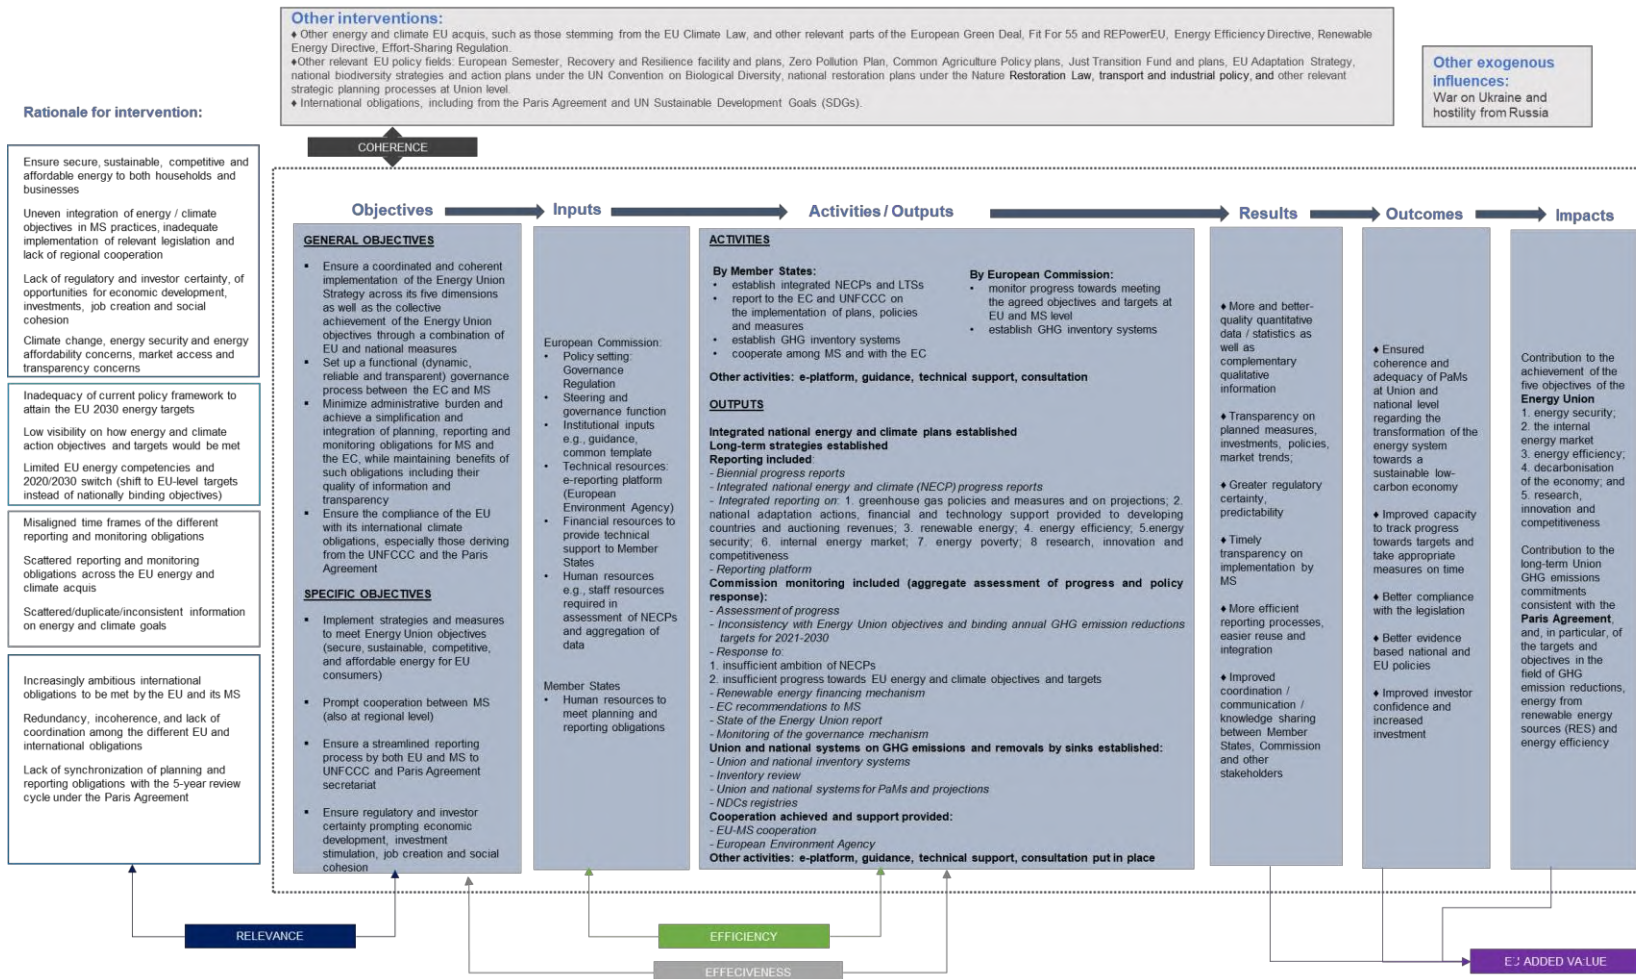 Other interventions:
♦ Other energy and climate EU acquis, such as those stemming from the EU Climate Law, and other relevant parts of the European Green Deal, Fit For 55 and REPowerEU, Energy Efficiency Directive, Renewable
Energy Directive, Effort-Sharing Regulation.
♦Other relevant EU policy fields: European Semester, Recovery and Resilience facility and plans, Zero Pollution Plan, Common Agriculture Policy plans, Just Transition Fund and plans, EU Adaptation Strategy,
national biodiversity strategies and action plans under the UN Convention on Biological Diversity, national restoration plans under the Nature Restoration Law, transport and industrial policy, and other relevant
strategic planning processes at Union level.
♦ International obligations, including from the Paris Agreement and UN Sustainable Development Goals (SDGs).
Other exogenous
influences:
War on Ukraine and
hostility from Russia
COHERENCE
Rationale for intervention:
Ensure secure, sustainable, competitive and
affordable energy to both households and
businesses
Uneven integration of energy / climate
objectives in MS practices, inadequate
implementation of relevant legislation and
lack of regional cooperation
Lack of regulatory and investor certainty, of
opportunities for economic development,
investments, job creation and social
cohesion
Climate change, energy security and energy
affordability concerns, market access and
transparency concerns
Inadequacy of current policy framework to
attain the EU 2030 energy targets
Low visibility on how energy and climate
action objectives and targets would be met
Limited EU energy competencies and
2020/2030 switch (shift to EU-level targets
instead of nationally binding objectives)
Misaligned time frames of the different
reporting and monitoring obligations
Scattered reporting and monitoring
obligations across the EU energy and
climate acquis
Scattered/duplicate/inconsistent information
on energy and climate goals
Increasingly ambitious international
obligations to be met by the EU and its MS
Redundancy, incoherence, and lack of
coordination among the different EU and
international obligations
Lack of synchronization of planning and
reporting obligations with the 5-year review
cycle under the Paris Agreement
Objectives
GENERAL OBJECTIVES
▪ Ensure a coordinated and coherent
implementation of the Energy Union
Strategy across its five dimensions
as well as the collective
achievement of the Energy Union
objectives through a combination of
EU and national measures
▪ Set up a functional (dynamic,
reliable and transparent) governance
process between the EC and MS
▪ Minimize administrative burden and
achieve a simplification and
integration of planning, reporting and
monitoring obligations for MS and
the EC, while maintaining benefits of
such obligations including their
quality of information and
transparency
▪ Ensure the compliance of the EU
with its international climate
obligations, especially those deriving
from the UNFCCC and the Paris
Agreement
SPECIFIC OBJECTIVES
▪ Implement strategies and measures
to meet Energy Union objectives
(secure, sustainable, competitive,
and affordable energy for EU
consumers)
▪ Prompt cooperation between MS
(also at regional level)
▪ Ensure a streamlined reporting
process by both EU and MS to
UNFCCC and Paris Agreement
secretariat
▪ Ensure regulatory and investor
certainty prompting economic
development, investment
stimulation, job creation and social
cohesion
Inputs
European Commission:
• Policy setting:
Governance
Regulation
• Steering and
governance function
• Institutional inputs
e.g., guidance,
common template
• Technical resources:
e-reporting platform
(European
Environment Agency)
• Financial resources to
provide technical
support to Member
States
• Human resources
e.g., staff resources
required in
assessment of NECPs
and aggregation of
data
Member States
• Human resources to
meet planning and
reporting obligations
Activities / Outputs
ACTIVITIES
By Member States:
• establish integrated NECPs and LTSs
• report to the EC and UNFCCC on
the implementation of plans, policies
and measures
• establish GHG inventory systems
• cooperate among MS and with the EC
By European Commission:
• monitor progress towards meeting
the agreed objectives and targets at
EU and MS level
• establish GHG inventory systems
Other activities: e-platform, guidance, technical support, consultation
OUTPUTS
Integrated national energy and climate plans established
Long-term strategies established
Reporting included:
- Biennial progress reports
- Integrated national energy and climate (NECP) progress reports
- Integrated reporting on: 1. greenhouse gas policies and measures and on projections; 2.
national adaptation actions, financial and technology support provided to developing
countries and auctioning revenues; 3. renewable energy; 4. energy efficiency; 5.energy
security; 6. internal energy market; 7. energy poverty; 8 research, innovation and
competitiveness
- Reporting platform
Commission monitoring included (aggregate assessment of progress and policy
response):
- Assessment of progress
- Inconsistency with Energy Union objectives and binding annual GHG emission reductions
targets for 2021-2030
- Response to:
1. insufficient ambition of NECPs
2. insufficient progress towards EU energy and climate objectives and targets
- Renewable energy financing mechanism
- EC recommendations to MS
- State of the Energy Union report
- Monitoring of the governance mechanism
Union and national systems on GHG emissions and removals by sinks established:
- Union and national inventory systems
- Inventory review
- Union and national systems for PaMs and projections
- NDCs registries
Cooperation achieved and support provided:
- EU-MS cooperation
- European Environment Agency
Other activities: e-platform, guidance, technical support, consultation put in place
Results
♦ More and better-
quality quantitative
data / statistics as
well as
complementary
qualitative
information
♦ Transparency on
planned measures,
investments, policies,
market trends;
♦ Greater regulatory
certainty,
predictability
♦ Timely
transparency on
implementation by
MS
♦ More efficient
reporting processes,
easier reuse and
integration
♦ Improved
coordination /
communication /
knowledge sharing
between Member
States, Commission
and other
stakeholders
Outcomes
♦ Ensured
coherence and
adequacy of PaMs
at Union and
national level
regarding the
transformation of the
energy system
towards a
sustainable low-
carbon economy
♦ Improved capacity
to track progress
towards targets and
take appropriate
measures on time
♦ Better compliance
with the legislation
♦ Better evidence
based national and
EU policies
♦ Improved investor
confidence and
increased
investment
Impacts
Contribution to the
achievement of the
five objectives of the
Energy Union
1. energy security;
2. the internal
energy market
3. energy efficiency;
4. decarbonisation
of the economy; and
5. research,
innovation and
competitiveness
Contribution to the
long-term Union
GHG emissions
commitments
consistent with the
Paris Agreement,
and, in particular, of
the targets and
objectives in the
field of GHG
emission reductions,
energy from
renewable energy
sources (RES) and
energy efficiency
RELEVANCE
EFFICIENCY
EFFECIVENESS
ADDED VALUE